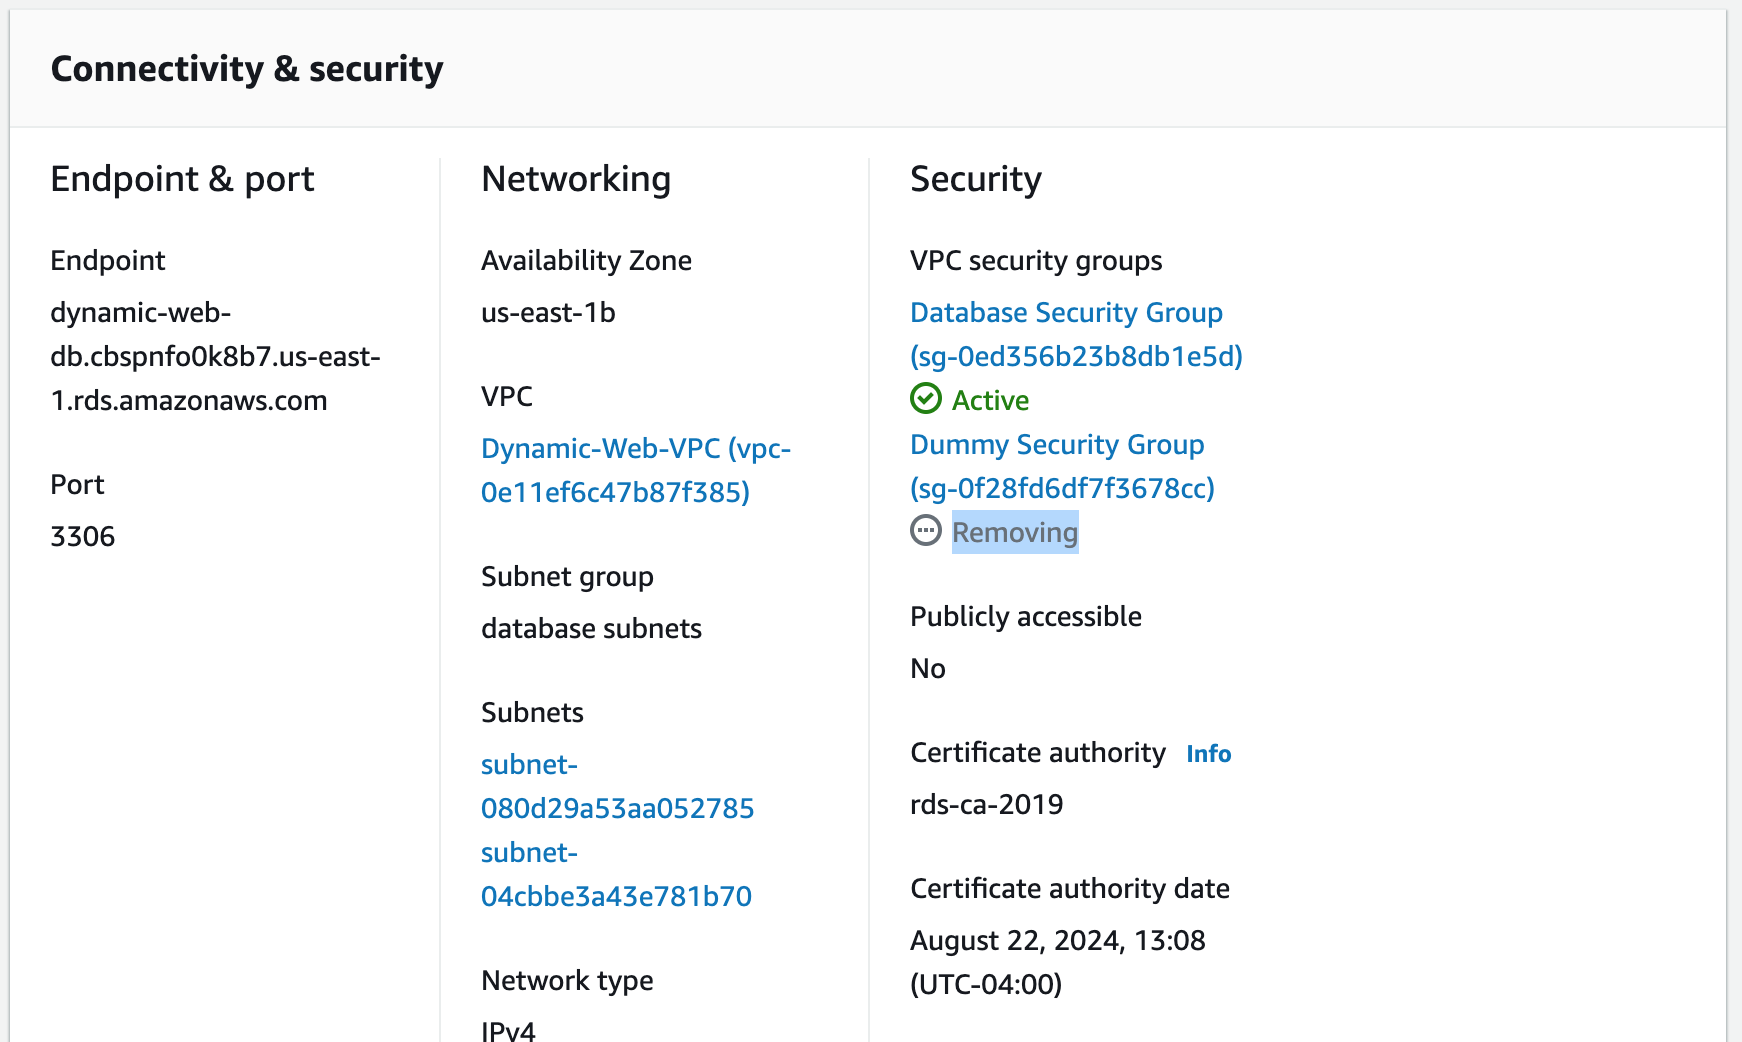 Connectivity & security
Endpoint & port
Endpoint
dynamic-web-
db.cbspnfo0k8b7.us-east-
1.rds.amazonaws.com
Port
3306
Networking
Availability Zone
us-east-1b
VPC
Dynamic-Web-VPC (vpc-
0e11ef6c47b87f385)
Subnet group
database subnets
Subnets
subnet-
080d29a53aa052785
subnet-
04cbbe3a43e781b70
Network type
IPv4
Security
VPC security groups
Database Security Group
(sg-0ed356b23b8db1e5d)
Active
Dummy Security Group
(sg-0f28fd6df7f3678cc)
Removing
Publicly accessible
No
Certificate authority Info
rds-ca-2019
Certificate authority date
August 22, 2024, 13:08
(UTC-04:00)